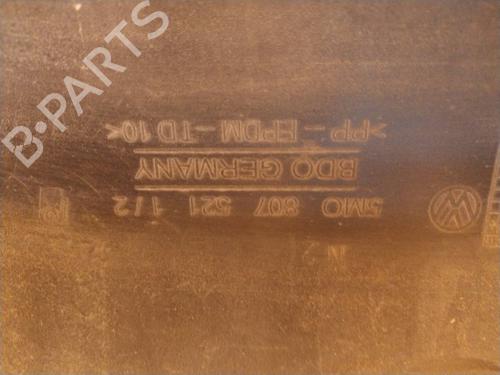 B·PARTS
5M0 807 521 1/2
BDO GERMANY
>PP-EPDM-TD10<